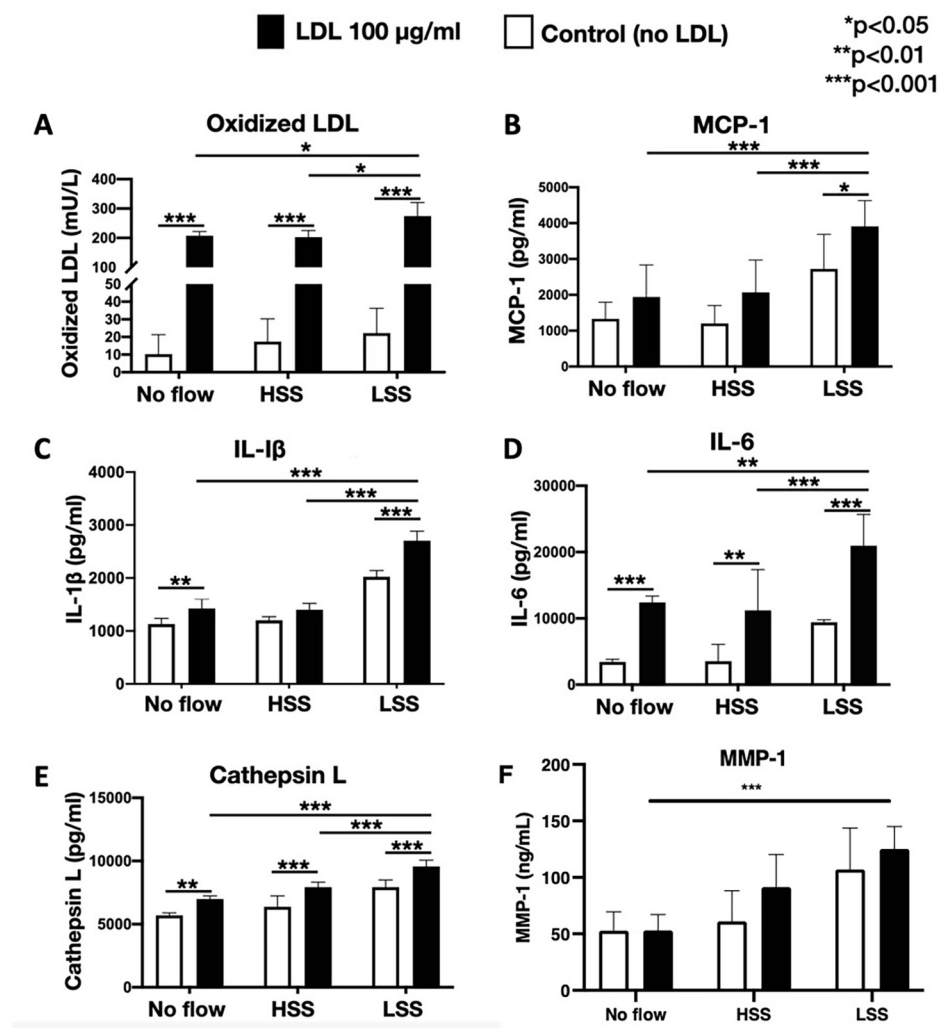 LDL 100 µg/ml
Control (no LDL)
*p<0.05
**p<0.01
***p<0.001
A
Oxidized LDL
*
*
***
***
***
Oxidized LDL (mU/L)
400
300
200
100
50
40
30
20
10
0
No flow
HSS
LSS
B
MCP-1
***
***
*
MCP-1 (pg/ml)
5000
4000
3000
2000
1000
0
No flow
HSS
LSS
C
IL-Iβ
***
***
***
**
IL-1β (pg/ml)
4000
3000
2000
1000
0
No flow
HSS
LSS
D
IL-6
**
***
***
**
***
IL-6 (pg/ml)
30000
20000
10000
0
No flow
HSS
LSS
E
Cathepsin L
***
***
***
***
**
Cathepsin L (pg/ml)
15000
10000
5000
0
No flow
HSS
LSS
F
MMP-1
***
MMP-1 (ng/mL)
200
150
100
50
0
No flow
HSS
LSS